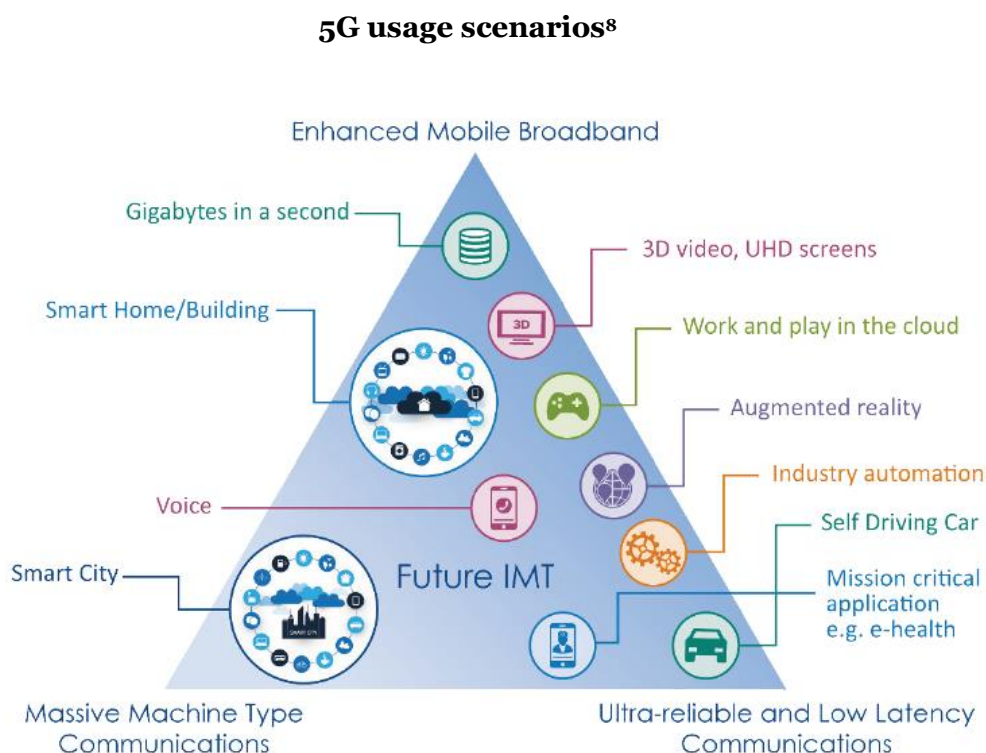 5G usage scenarios⁸
Enhanced Mobile Broadband
Gigabytes in a second
3D video, UHD screens
3D
Smart Home/Building
Work and play in the cloud
Augmented reality
Industry automation
Voice
Self Driving Car
Smart City
Future IMT
Mission critical
application
e.g. e-health
SMART CITY
Massive Machine Type
Communications
Ultra-reliable and Low Latency
Communications